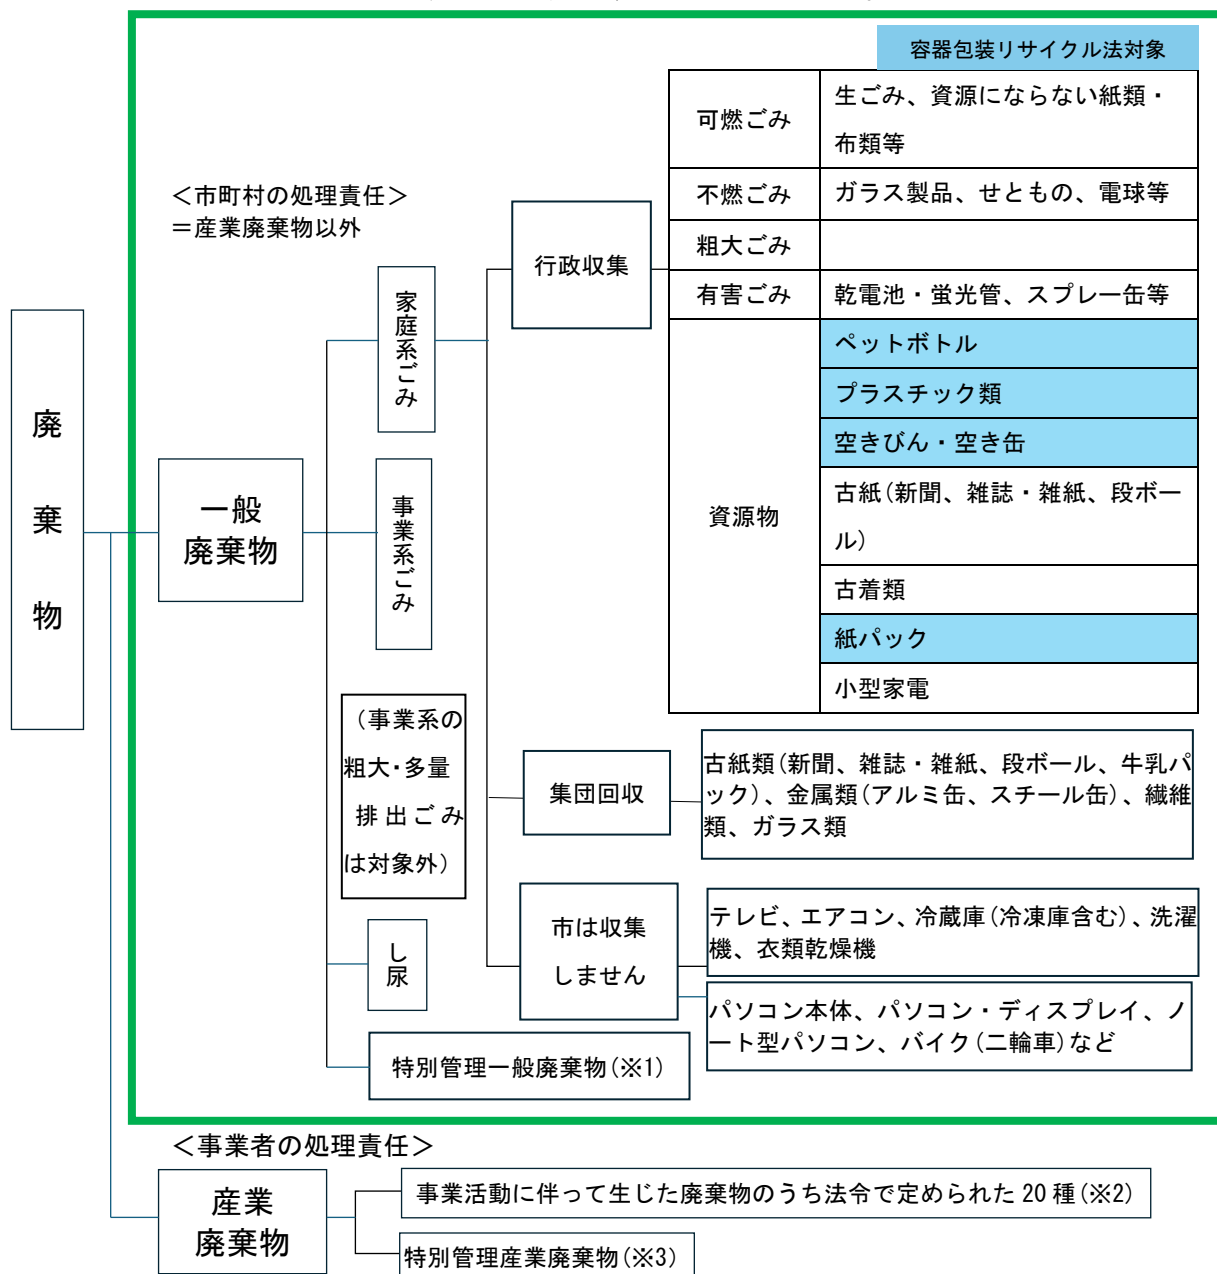 容器包装リサイクル法対象
可燃ごみ
生ごみ、資源にならない紙類・
布類等
＜市町村の処理責任＞
＝産業廃棄物以外
不燃ごみ
ガラス製品、せともの、電球等
粗大ごみ
行政収集
有害ごみ
乾電池・蛍光管、スプレー缶等
家庭系ごみ
資源物
ペットボトル
プラスチック類
空きびん・空き缶
古紙(新聞、雑誌・雑紙、段ボー
ル)
古着類
紙パック
小型家電
廃棄物
一般
廃棄物
事業系ごみ
（事業系の
粗大・多量
排出ごみ
は対象外）
集団回収
古紙類(新聞、雑誌・雑紙、段ボール、牛乳パ
ック)、金属類(アルミ缶、スチール缶)、繊維
類、ガラス類
市は収集
しません
テレビ、エアコン、冷蔵庫(冷凍庫含む)、洗濯
機、衣類乾燥機
パソコン本体、パソコン・ディスプレイ、ノ
ート型パソコン、バイク(二輪車)など
し尿
特別管理一般廃棄物(※1)
＜事業者の処理責任＞
産業
廃棄物
事業活動に伴って生じた廃棄物のうち法令で定められた 20 種(※2)
特別管理産業廃棄物(※3)